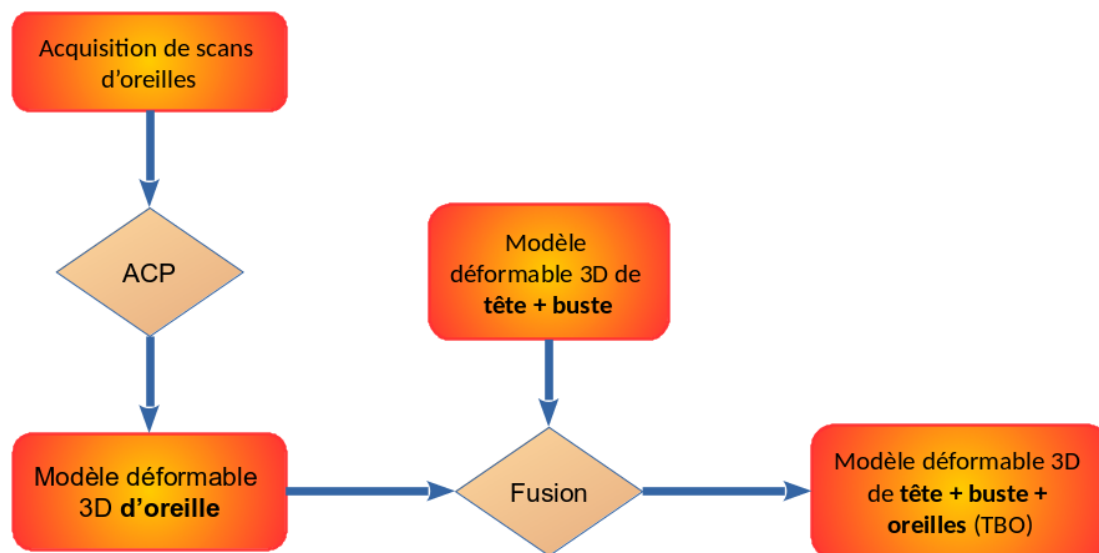 Acquisition de scans
d’oreilles
ACP
Modèle
déformable 3D de
tête + buste
Modèle déformable
3D d’oreille
Fusion
Modèle déformable 3D
de tête + buste +
oreilles (TBO)